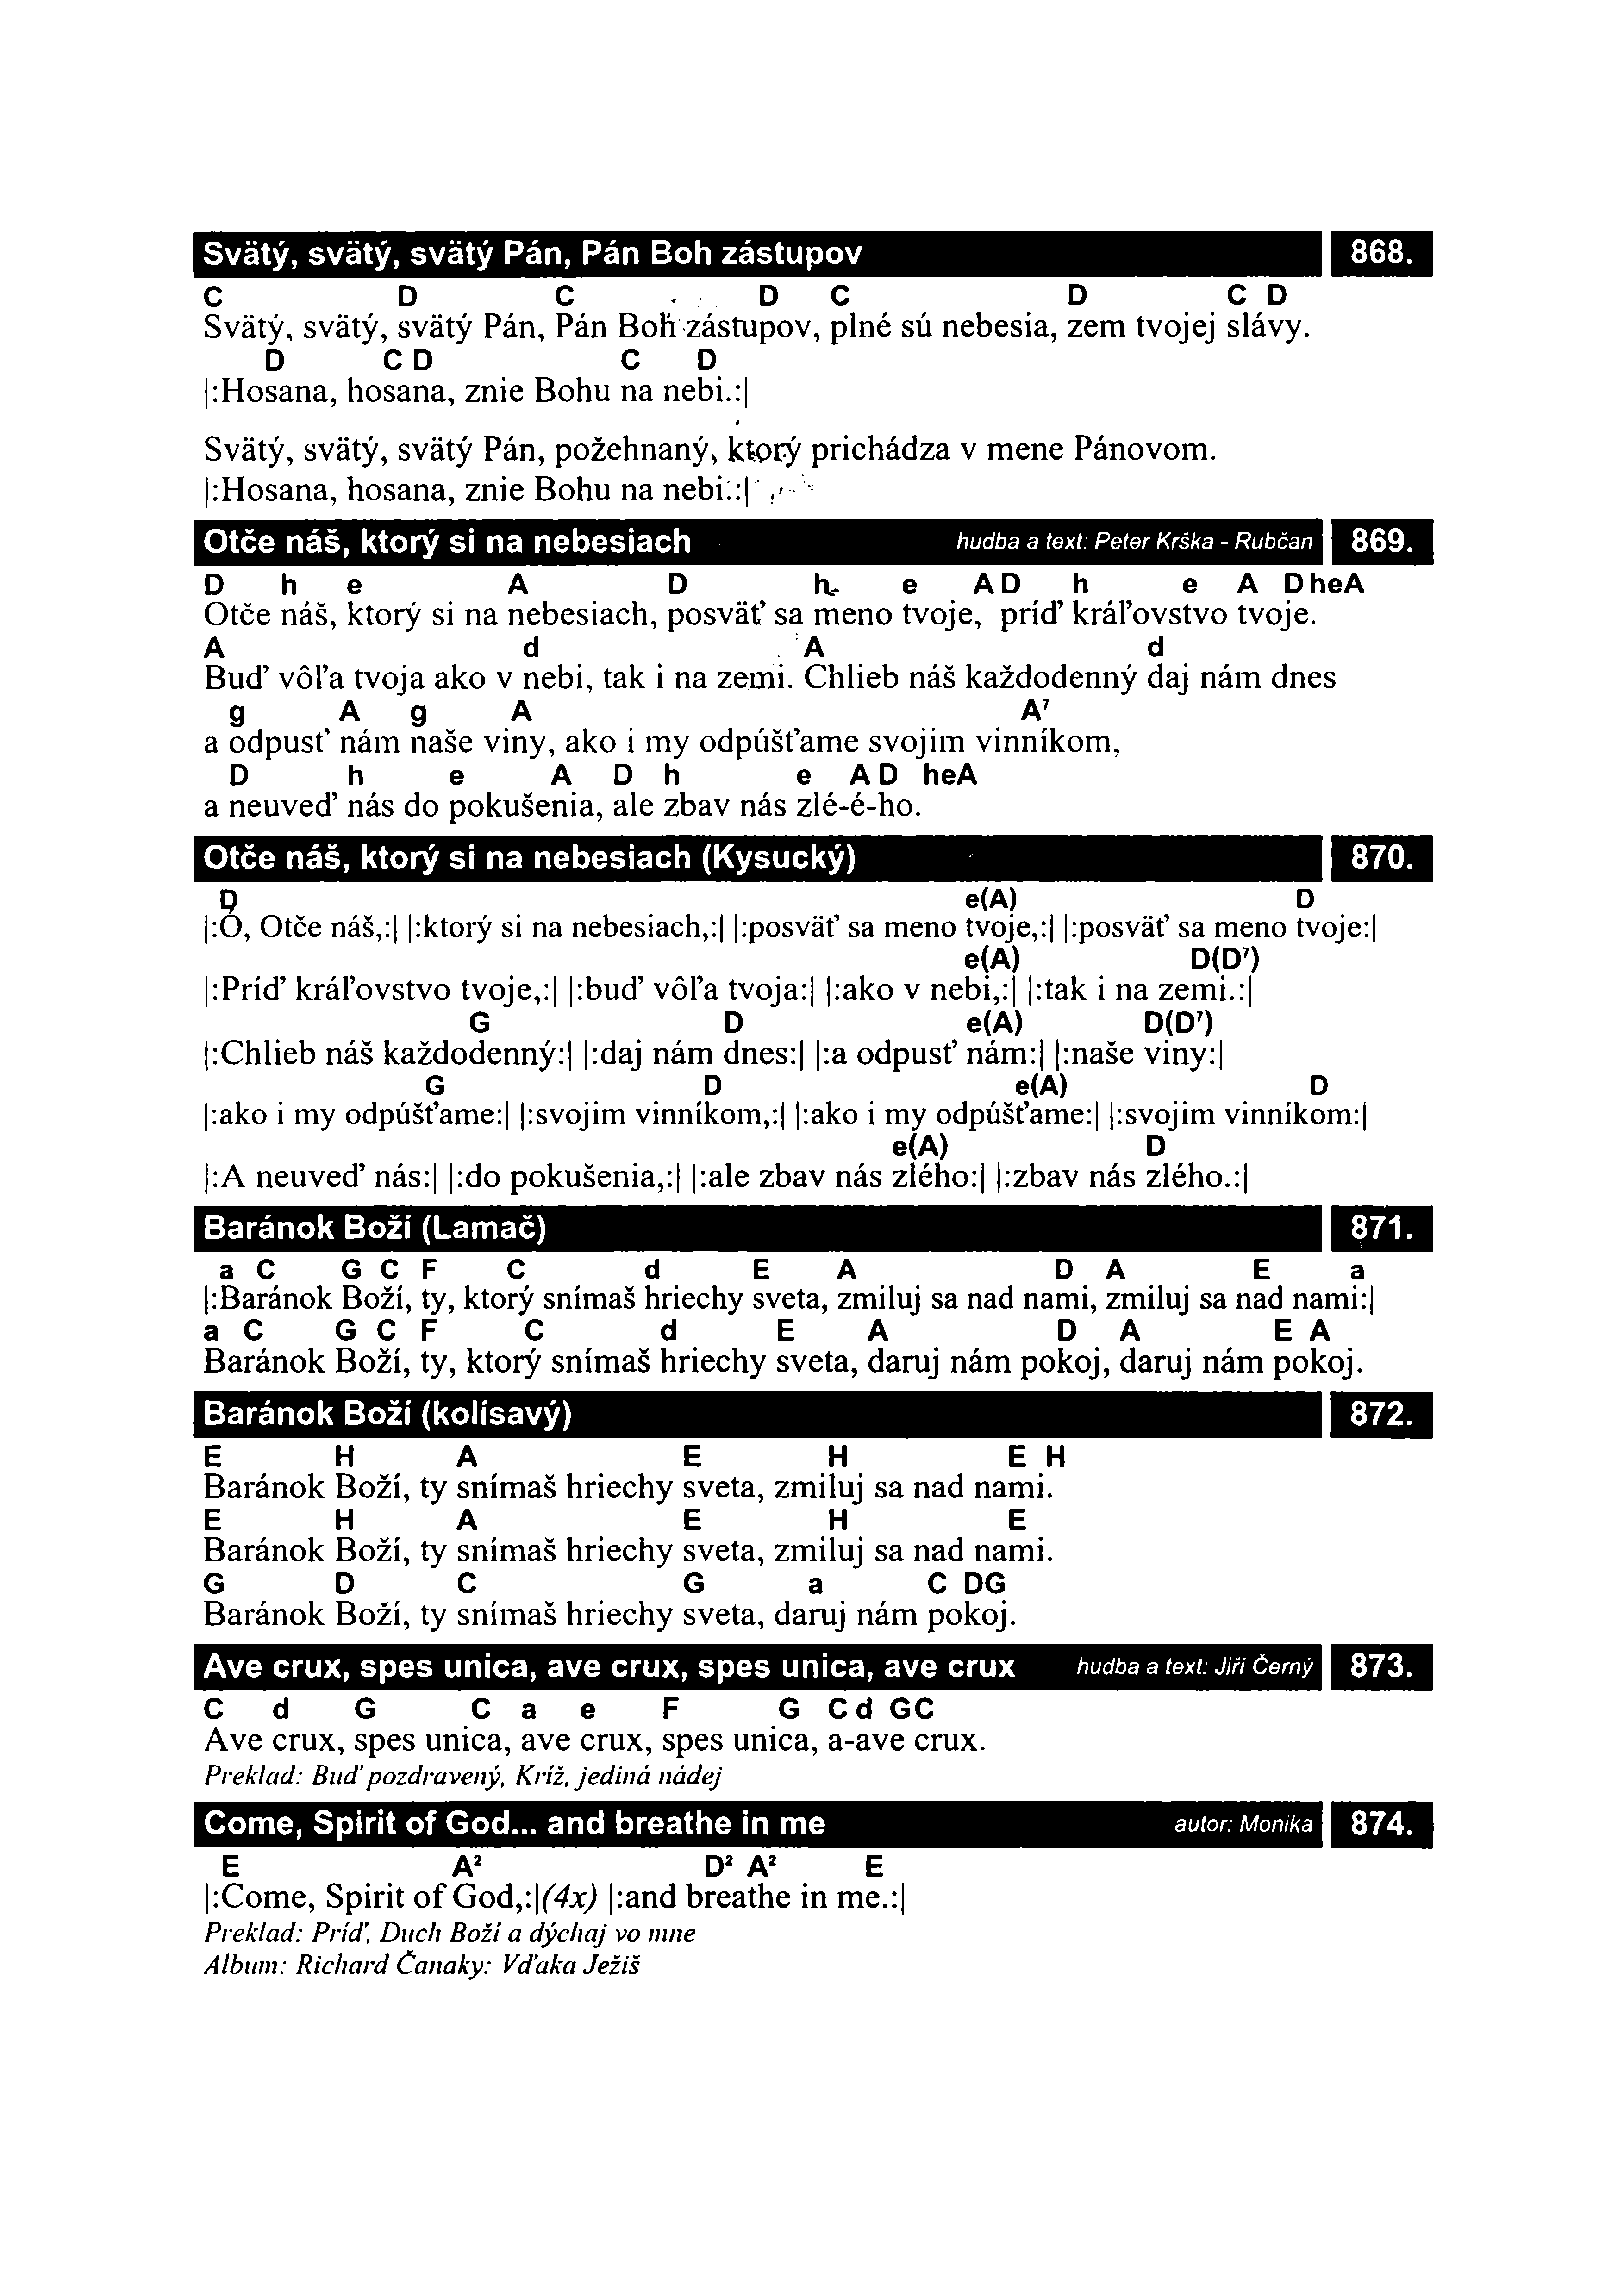 Svätý, svätý, svätý Pán, Pán Boh zástupov 868.
C D C D C D C D
Svätý, svätý, svätý Pán, Pán Boh zástupov, plné sú nebesia, zem tvojej slávy.
D C D C D
|:Hosana, hosana, znie Bohu na nebi.:|
Svätý, svätý, svätý Pán, požehnaný, ktorý prichádza v mene Pánovom.
|:Hosana, hosana, znie Bohu na nebi.:|
Otče náš, ktorý si na nebesiach hudba a text: Peter Krška - Rubčan 869.
D h e A D h e A D h e A D h e A
Otče náš, ktorý si na nebesiach, posväť sa meno tvoje, príď kráľovstvo tvoje.
A d A d
Buď vôľa tvoja ako v nebi, tak i na zemi. Chlieb náš každodenný daj nám dnes
g A g A A⁷
a odpusť nám naše viny, ako i my odpúšťame svojim vinníkom,
D h e A D h e A D heA
a neuveď nás do pokušenia, ale zbav nás zlé-é-ho.
Otče náš, ktorý si na nebesiach (Kysucký) 870.
D e(A) D
|:Ó, Otče náš,:| |:ktorý si na nebesiach,:| |:posväť sa meno tvoje,:| |:posväť sa meno tvoje:|
e(A) D(D⁷)
|:Príď kráľovstvo tvoje,:| |:buď vôľa tvoja:| |:ako v nebi,:| |:tak i na zemi.:|
G D e(A) D(D⁷)
|:Chlieb náš každodenný:| |:daj nám dnes:| |:a odpusť nám:| |:naše viny:|
G D e(A) D
|:ako i my odpúšťame:| |:svojim vinníkom,:| |:ako i my odpúšťame:| |:svojim vinníkom:|
e(A) D
|:A neuveď nás:| |:do pokušenia,:| |:ale zbav nás zlého:| |:zbav nás zlého.:|
Baránok Boží (Lamač) 871.
a C G C F C d E A D A E a
|:Baránok Boží, ty, ktorý snímaš hriechy sveta, zmiluj sa nad nami, zmiluj sa nad nami:|
a C G C F C d E A D A E A
Baránok Boží, ty, ktorý snímaš hriechy sveta, daruj nám pokoj, daruj nám pokoj.
Baránok Boží (kolísavý) 872.
E H A E H E H
Baránok Boží, ty snímaš hriechy sveta, zmiluj sa nad nami.
E H A E H E
Baránok Boží, ty snímaš hriechy sveta, zmiluj sa nad nami.
G D C G a C DG
Baránok Boží, ty snímaš hriechy sveta, daruj nám pokoj.
Ave crux, spes unica, ave crux, spes unica, ave crux hudba a text: Jiří Černý 873.
C d G C a e F G C d GC
Ave crux, spes unica, ave crux, spes unica, a-ave crux.
Preklad: Buď pozdravený, Kríž, jediná nádej
Come, Spirit of God... and breathe in me autor: Monika 874.
E A² D² A² E
|:Come, Spirit of God,:|(4x) |:and breathe in me.:|
Preklad: Príď, Duch Boží a dýchaj vo mne
Album: Richard Čanaky: Vďaka Ježiš